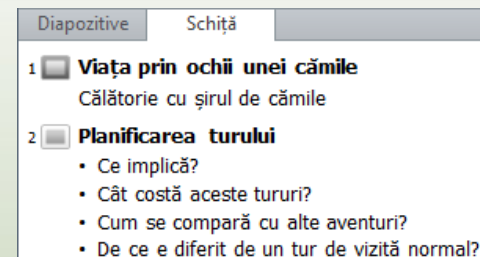 Diapozitive Schiță
1 Viața prin ochii unei cămile
Călătorie cu șirul de cămile
2 Planificarea turului
• Ce implică?
• Cât costă aceste tururi?
• Cum se compară cu alte aventuri?
• De ce e diferit de un tur de vizită normal?